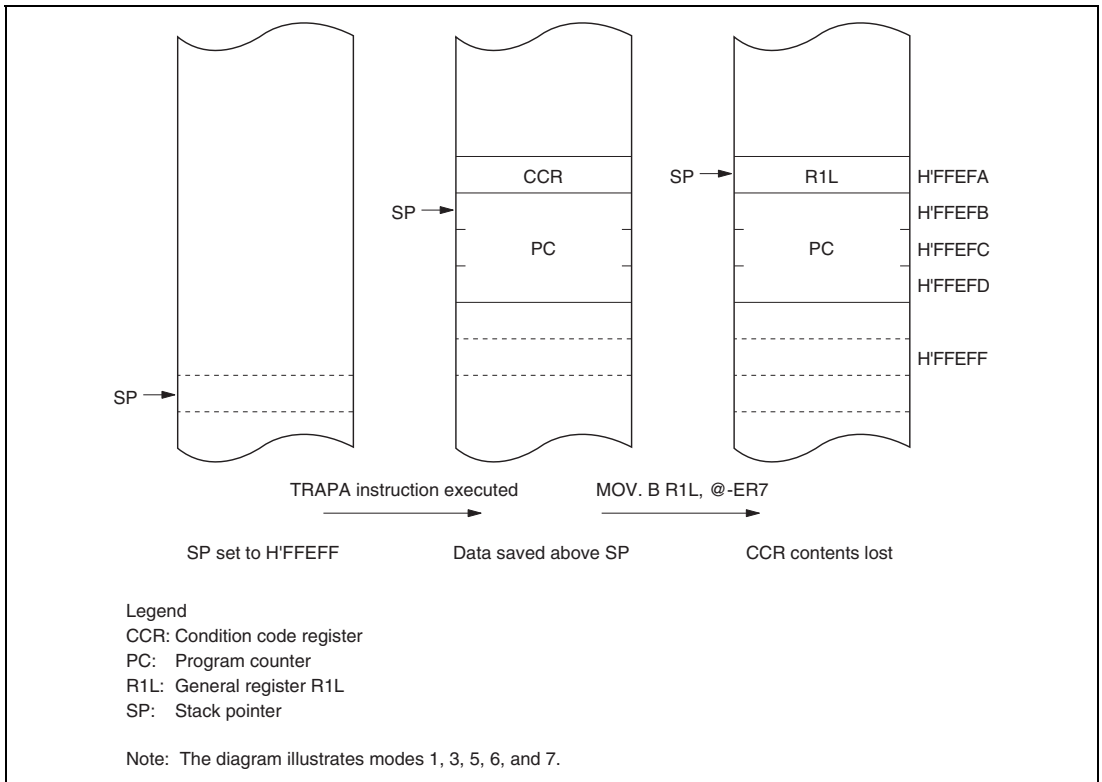 CCR
SP
R1L
H'FFEFA
SP
H'FFEFB
PC
PC
H'FFEFC
H'FFEFD
H'FFEFF
SP
TRAPA instruction executed
MOV. B R1L, @-ER7
SP set to H'FFEFF
Data saved above SP
CCR contents lost
Legend
CCR: Condition code register
PC: Program counter
R1L: General register R1L
SP: Stack pointer
Note: The diagram illustrates modes 1, 3, 5, 6, and 7.